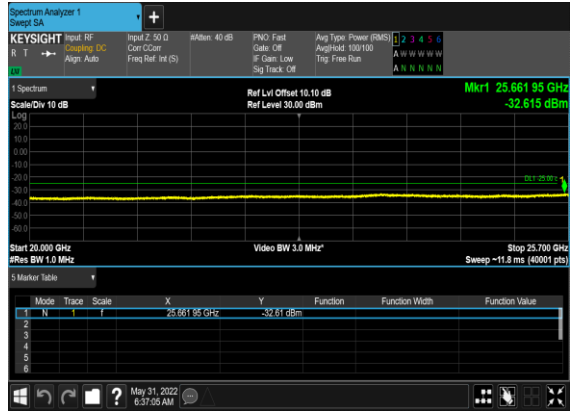 Spectrum Analyzer 1
Swept SA
+
KEYSIGHT Input: RF Input Z: 50 Ω #Atten: 40 dB PNO: Fast Avg Type: Power (RMS) 1 2 3 4 5 6
R T Coupling: DC Corr CCorr Gate: Off Avg|Hold: 100/100 A W W W W W
Align: Auto Freq Ref: Int (S) IF Gain: Low Trig: Free Run
Sig Track: Off A N N N N N
1 Spectrum
Scale/Div 10 dB
Ref Lvl Offset 10.10 dB
Ref Level 30.00 dBm
Mkr1 25.661 95 GHz
-32.615 dBm
Log
20.0
10.0
0.00
-10.0
-20.0
-30.0
-40.0
-50.0
-60.0
Start 20.000 GHz
#Res BW 1.0 MHz
Video BW 3.0 MHz*
Stop 25.700 GHz
Sweep ~11.8 ms (40001 pts)
5 Marker Table
Mode Trace Scale X Y Function Function Width Function Value
1 N 1 f 25.661 95 GHz -32.61 dBm
2
3
4
5
6
? May 31, 2022
6:37:05 AM